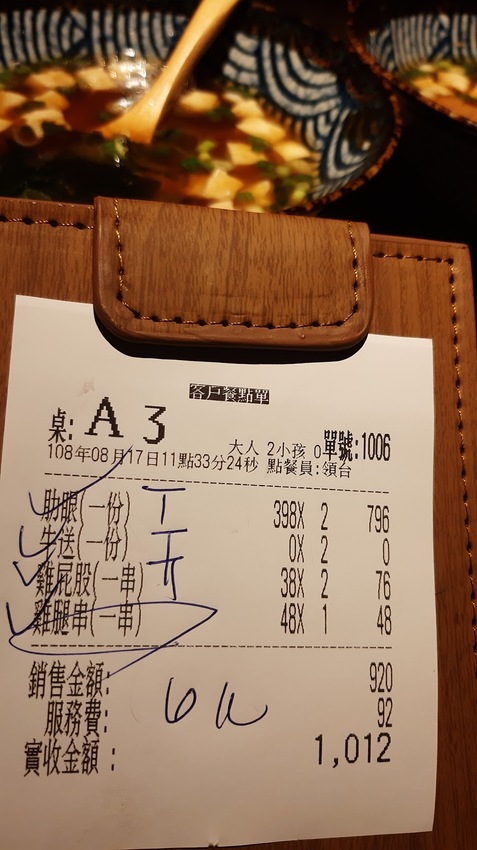 客戶餐點單
桌: A 3 大人 2小孩 0 單號:1006
108年08月17日11點33分24秒 點餐員:領台
肋眼(一份) 398X 2 796
牛送(一份) 0X 2 0
雞屁股(一串) 38X 2 76
雞腿串(一串) 48X 1 48
銷售金額: 920
服務費: 92
實收金額 : 1,012